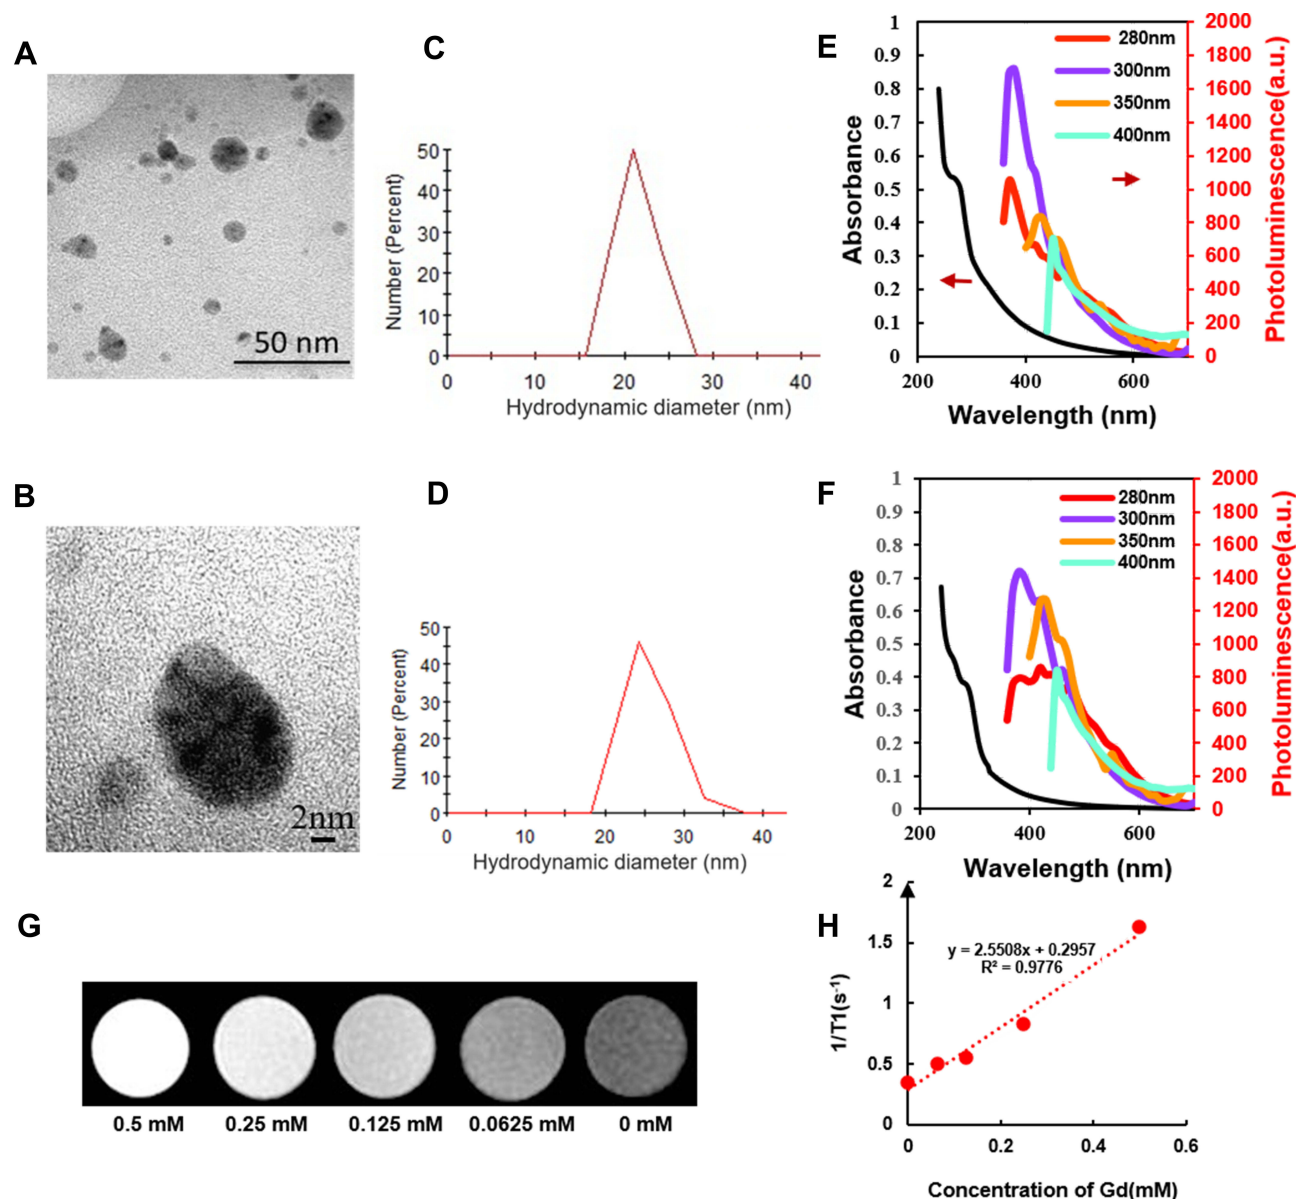 A
50 nm
B
2nm
C
50
40
30
20
10
0
Number (Percent)
0 10 20 30 40
Hydrodynamic diameter (nm)
D
50
40
30
20
10
0
Number (Percent)
0 10 20 30 40
Hydrodynamic diameter (nm)
E
1
0.9
0.8
0.7
0.6
0.5
0.4
0.3
0.2
0.1
0
Absorbance
200 400 600
Wavelength (nm)
2000
1800
1600
1400
1200
1000
800
600
400
200
0
Photoluminescence(a.u.)
280nm
300nm
350nm
400nm
F
1
0.9
0.8
0.7
0.6
0.5
0.4
0.3
0.2
0.1
0
Absorbance
200 400 600
Wavelength (nm)
2000
1800
1600
1400
1200
1000
800
600
400
200
0
Photoluminescence(a.u.)
280nm
300nm
350nm
400nm
G
0.5 mM 0.25 mM 0.125 mM 0.0625 mM 0 mM
H
2
1.5
1
0.5
0
1/T1(s⁻¹)
y = 2.5508x + 0.2957
R² = 0.9776
0 0.2 0.4 0.6
Concentration of Gd(mM)